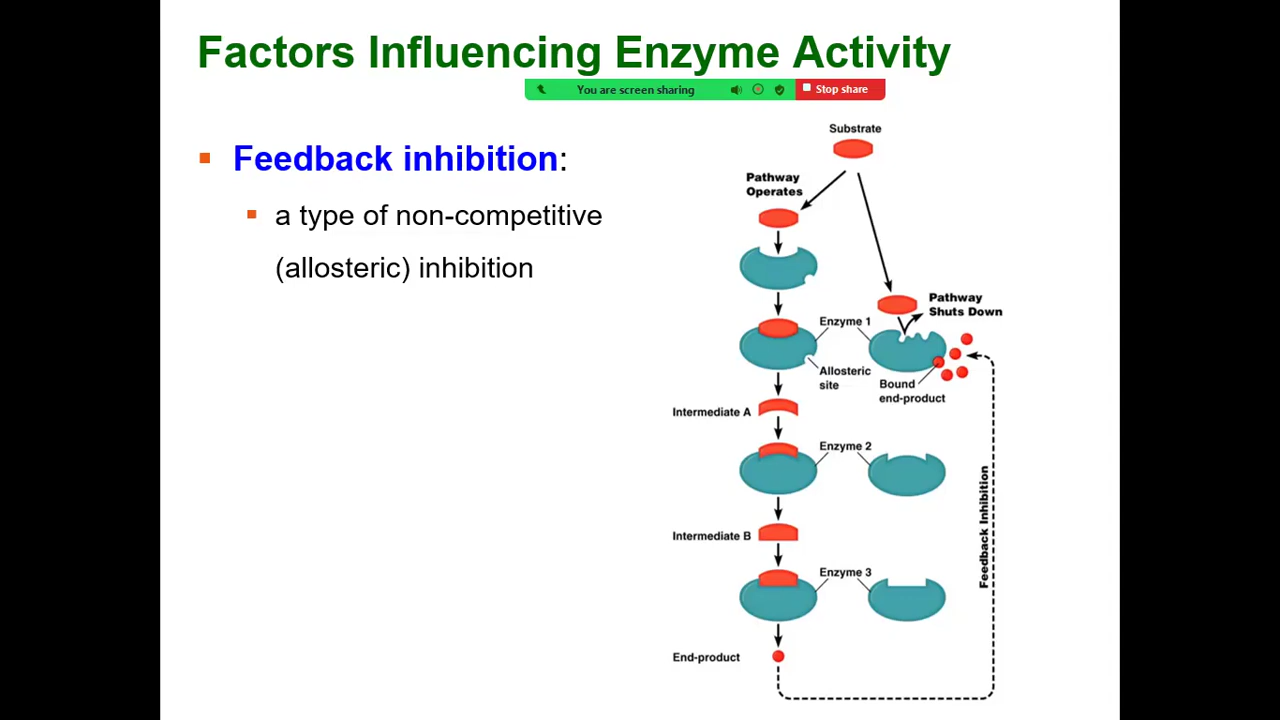 Factors Influencing Enzyme Activity
You are screen sharing
Stop share
Feedback inhibition:
a type of non-competitive
(allosteric) inhibition
Substrate
Pathway
Operates
Pathway
Shuts Down
Enzyme 1
Allosteric
site
Bound
end-product
Intermediate A
Enzyme 2
Intermediate B
Enzyme 3
End-product
Feedback Inhibition